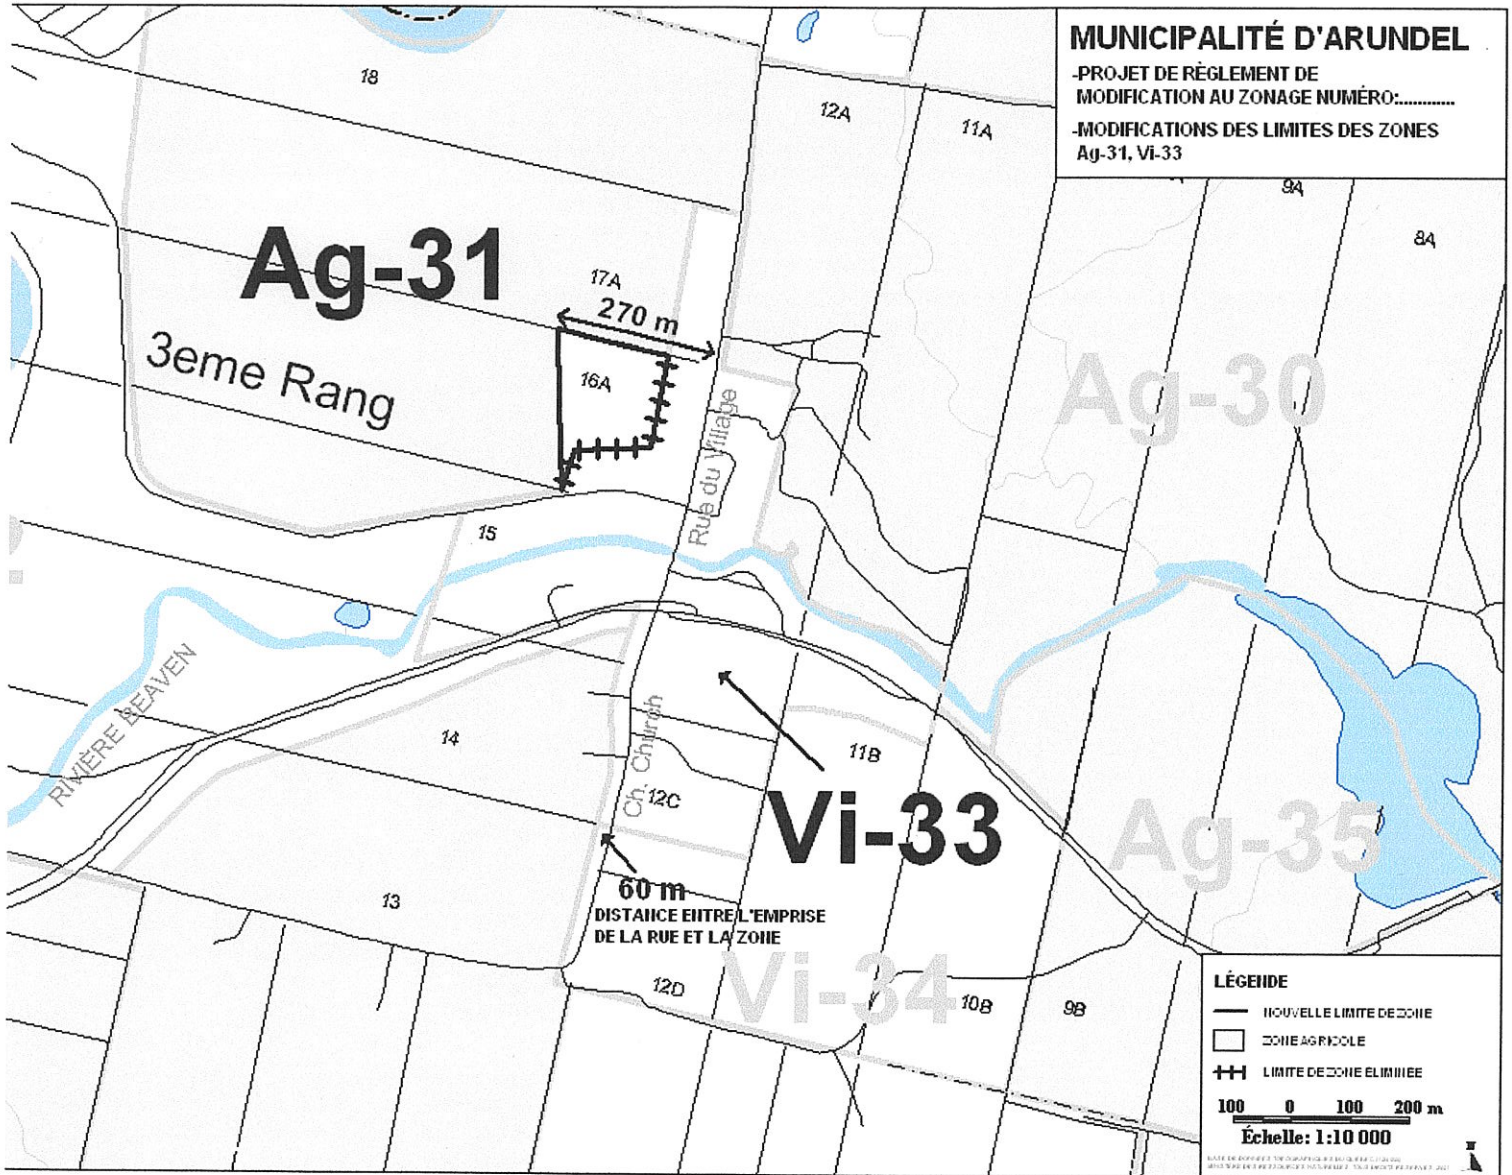 MUNICIPALITÉ D'ARUNDEL
-PROJET DE RÈGLEMENT DE
MODIFICATION AU ZONAGE NUMÉRO:............
-MODIFICATIONS DES LIMITES DES ZONES
Ag-31, Vi-33
18
12A
11A
9A
8A
Ag-31
17A
270 m
3eme Rang
16A
Ag-30
Rue du Village
15
RIVIÈRE BEAVEN
14
Ch. Church
11B
12C
Vi-33
Ag-35
60 m
DISTANCE ENTRE L'EMPRISE
DE LA RUE ET LA ZONE
13
12D
Vi-34
10B
9B
LÉGENDE
NOUVELLE LIMITE DE ZONE
ZONE AGRICOLE
LIMITE DE ZONE ÉLIMINÉE
100 0 100 200 m
Échelle: 1:10 000
N